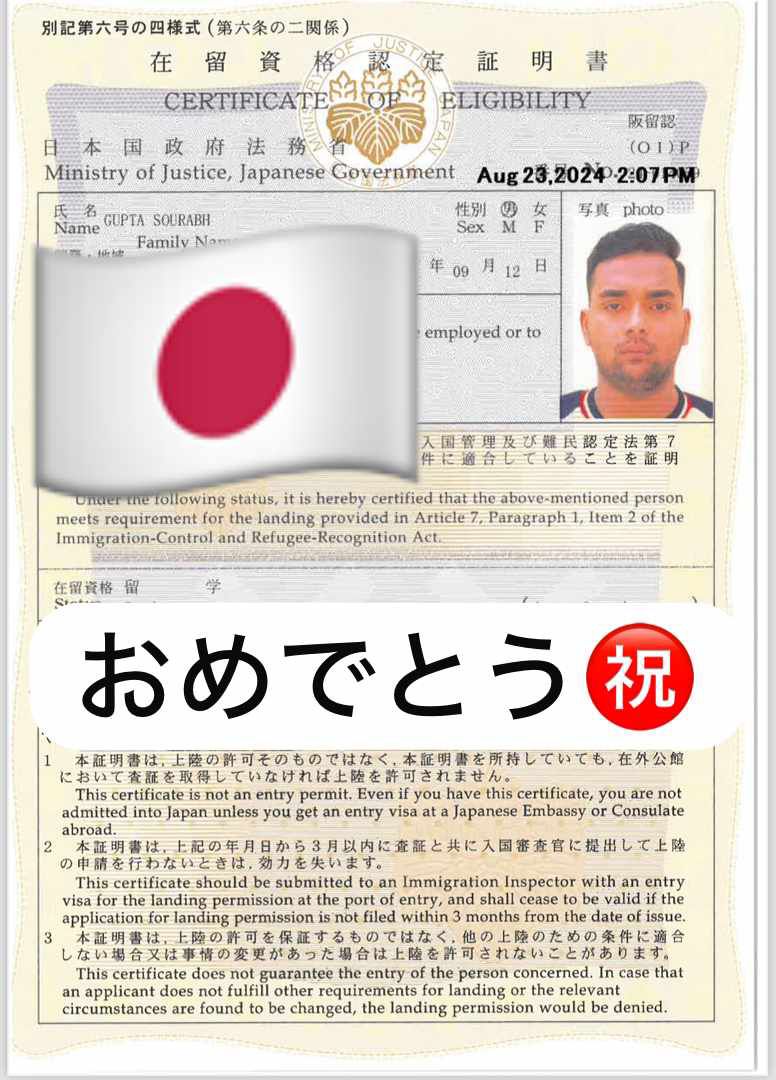 別記第六号の四様式 (第六条の二関係)
在留資格認定証明書
CERTIFICATE OF ELIGIBILITY
MINISTRY OF JUSTICE JAPAN
阪留認
日本国政府法務省
(OI)P
Ministry of Justice, Japanese Government
番号 No.
Aug 23,2024 2:07PM
氏名 GUPTA SOURABH
Name
Family Name
性別 男 女
Sex M F
写真 photo
国籍・地域
年 09 月 12 日
employed or to
入国管理及び難民認定法第7
件に適合していることを証明
Under the following status, it is hereby certified that the above-mentioned person
meets requirement for the landing provided in Article 7, Paragraph 1, Item 2 of the
Immigration-Control and Refugee-Recognition Act.
在留資格 留学
Status
おめでとう㊗
1 本証明書は,上陸の許可そのものではなく,本証明書を所持していても,在外公館
において査証を取得していなければ上陸を許可されません。
This certificate is not an entry permit. Even if you have this certificate, you are not
admitted into Japan unless you get an entry visa at a Japanese Embassy or Consulate
abroad.
2 本証明書は,上記の年月日から3月以内に査証と共に入国審査官に提出して上陸
の申請を行わないときは,効力を失います。
This certificate should be submitted to an Immigration Inspector with an entry
visa for the landing permission at the port of entry, and shall cease to be valid if the
application for landing permission is not filed within 3 months from the date of issue.
3 本証明書は,上陸の許可を保証するものではなく,他の上陸のための条件に適合
しない場合又は事情の変更があった場合は上陸を許可されないことがあります。
This certificate does not guarantee the entry of the person concerned. In case that
an applicant does not fulfill other requirements for landing or the relevant
circumstances are found to be changed, the landing permission would be denied.